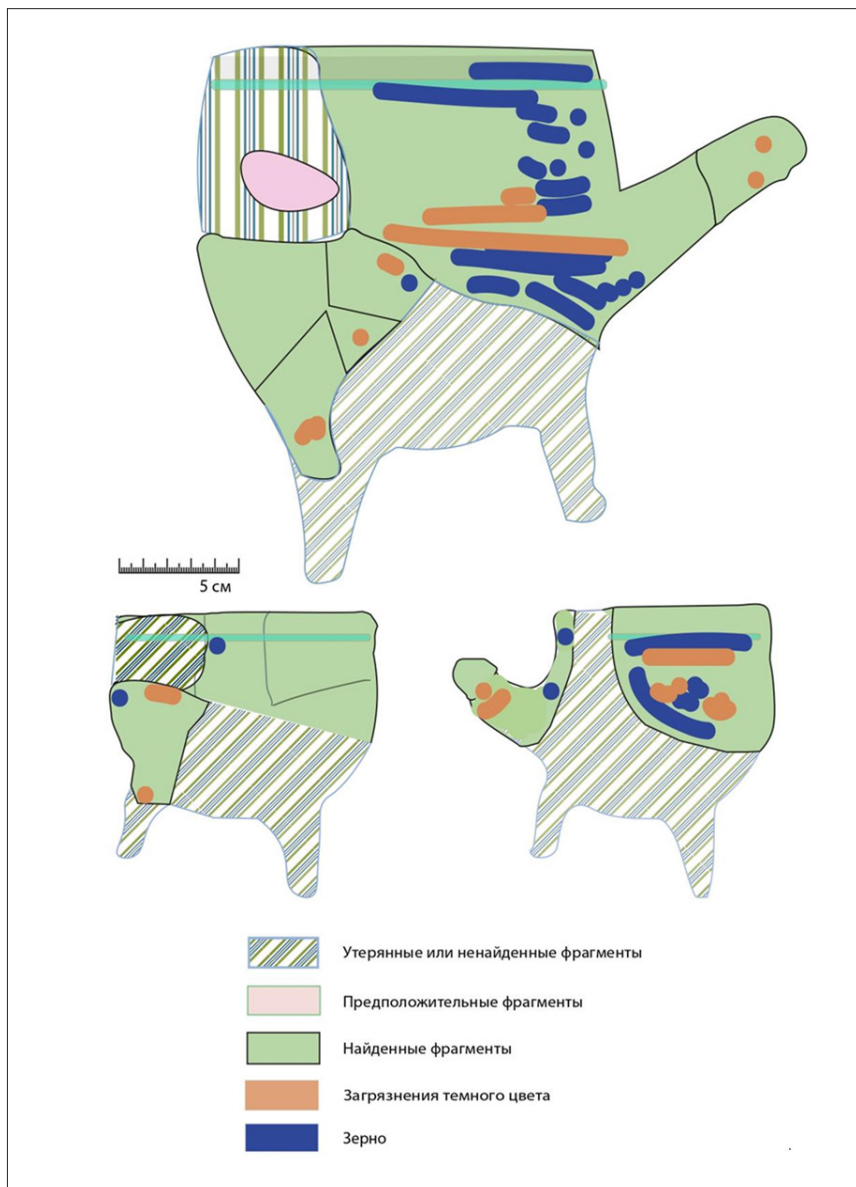 5 см
Утерянные или ненайденные фрагменты
Предположительные фрагменты
Найденные фрагменты
Загрязнения темного цвета
Зерно